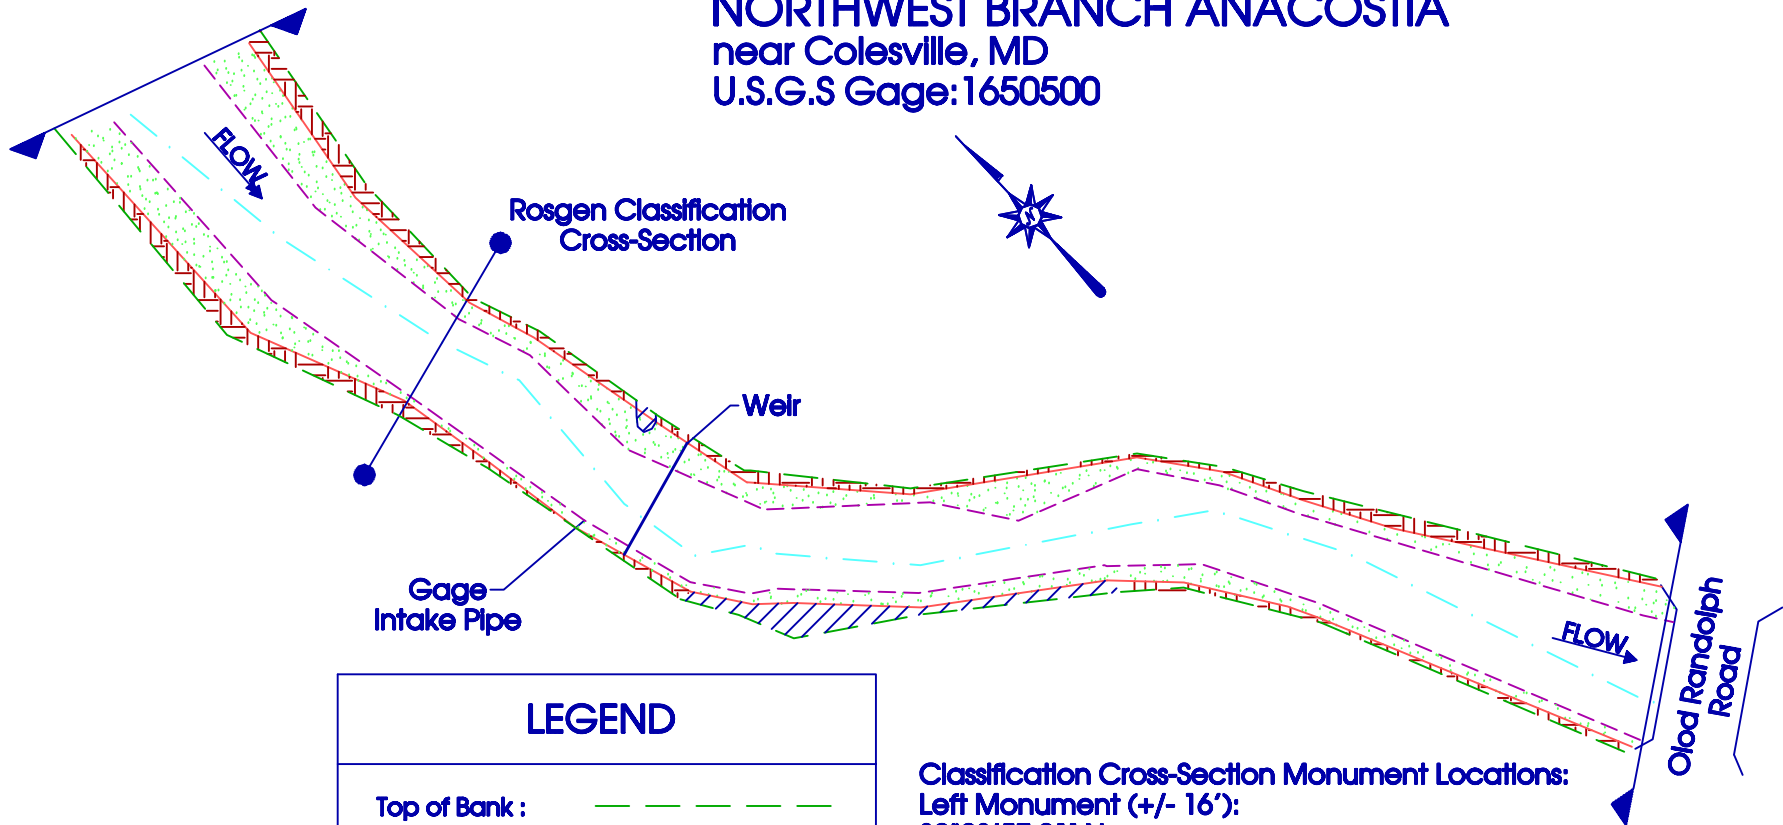 NORTHWEST BRANCH ANACOSTIA
near Colesville, MD
U.S.G.S Gage:1650500
FLOW
N
Rosgen Classification
Cross-Section
Weir
Gage
Intake Pipe
FLOW
Olod Randolph
Road
LEGEND
Top of Bank :
Classification Cross-Section Monument Locations:
Left Monument (+/- 16'):